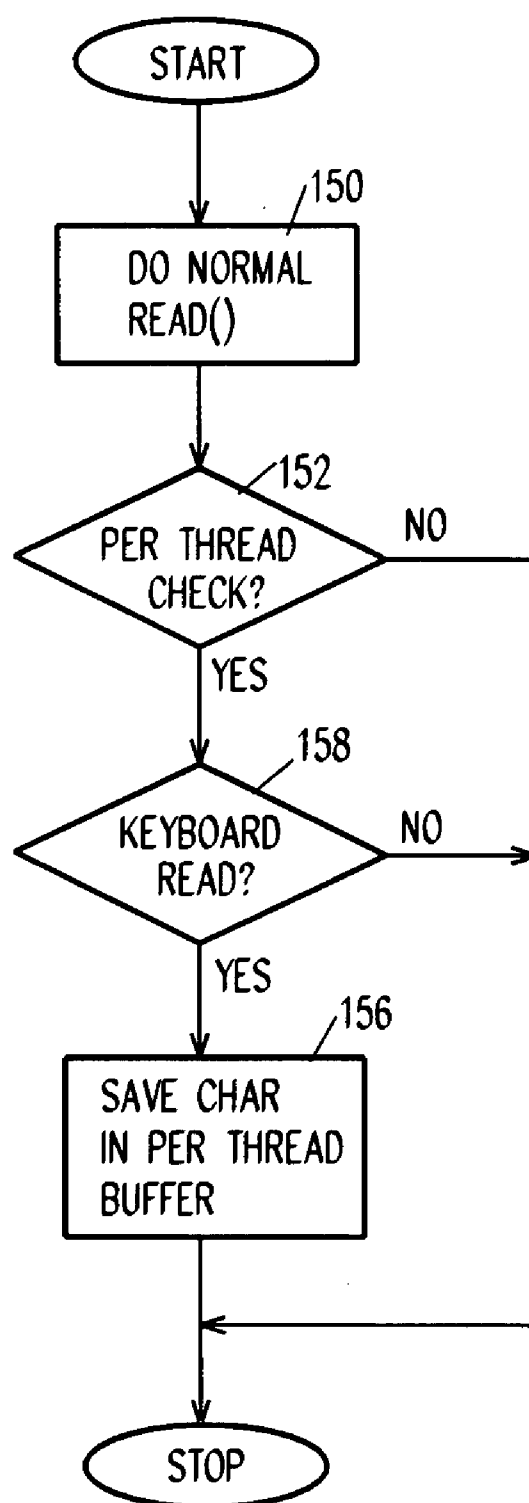 START
150
DO NORMAL
READ()
152
PER THREAD
CHECK?
NO
YES
158
KEYBOARD
READ?
NO
YES
156
SAVE CHAR
IN PER THREAD
BUFFER
STOP